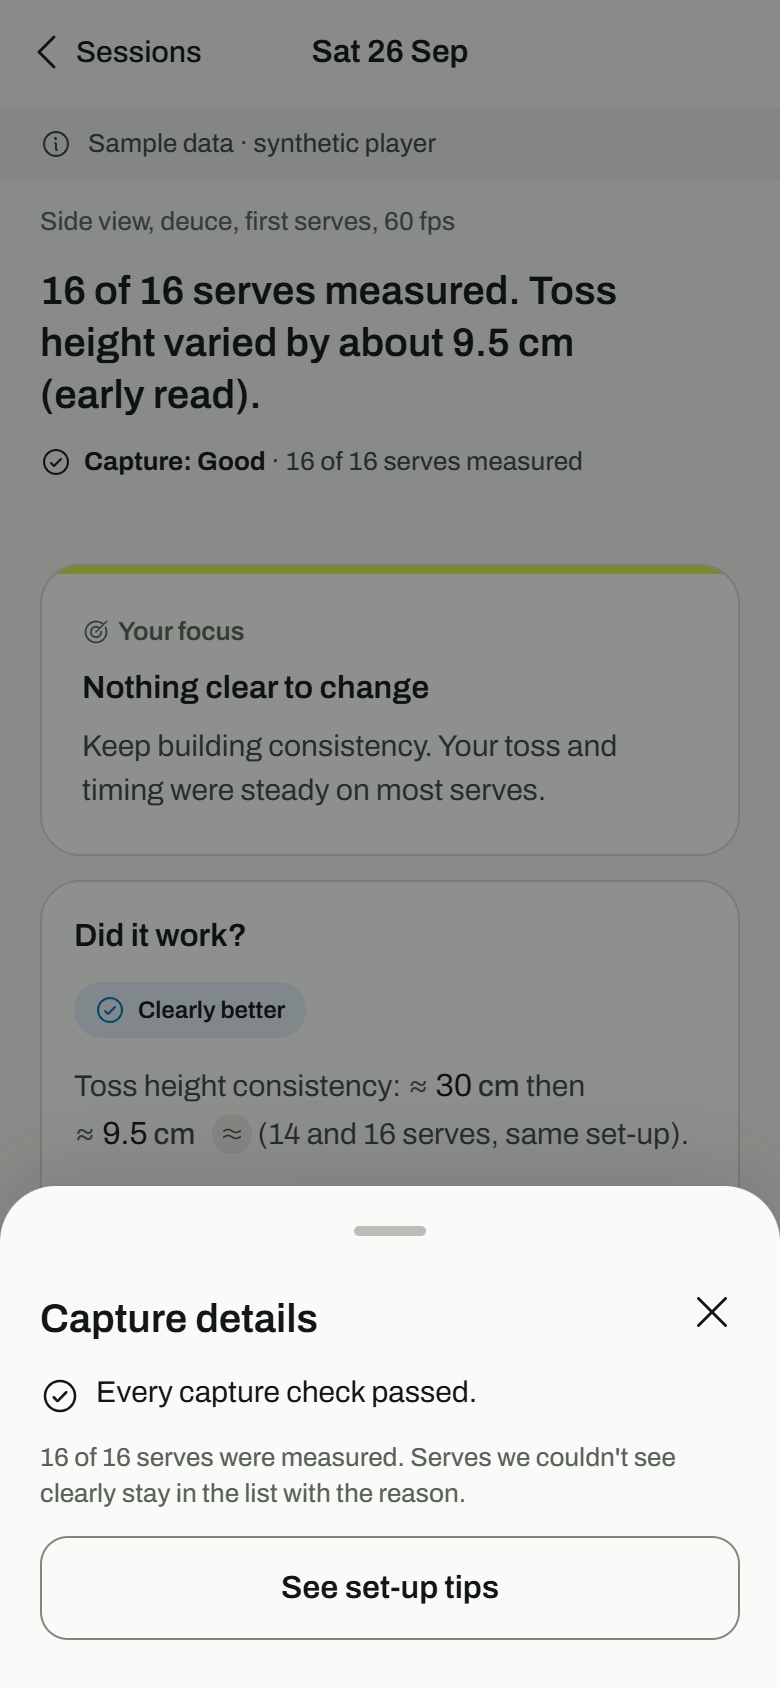 Sessions
Sat 26 Sep
Sample data · synthetic player
Side view, deuce, first serves, 60 fps
16 of 16 serves measured. Toss
height varied by about 9.5 cm
(early read).
Capture: Good · 16 of 16 serves measured
Your focus
Nothing clear to change
Keep building consistency. Your toss and
timing were steady on most serves.
Did it work?
Clearly better
Toss height consistency: ≈ 30 cm then
≈ 9.5 cm ≈ (14 and 16 serves, same set-up).
Capture details
Every capture check passed.
16 of 16 serves were measured. Serves we couldn't see
clearly stay in the list with the reason.
See set-up tips